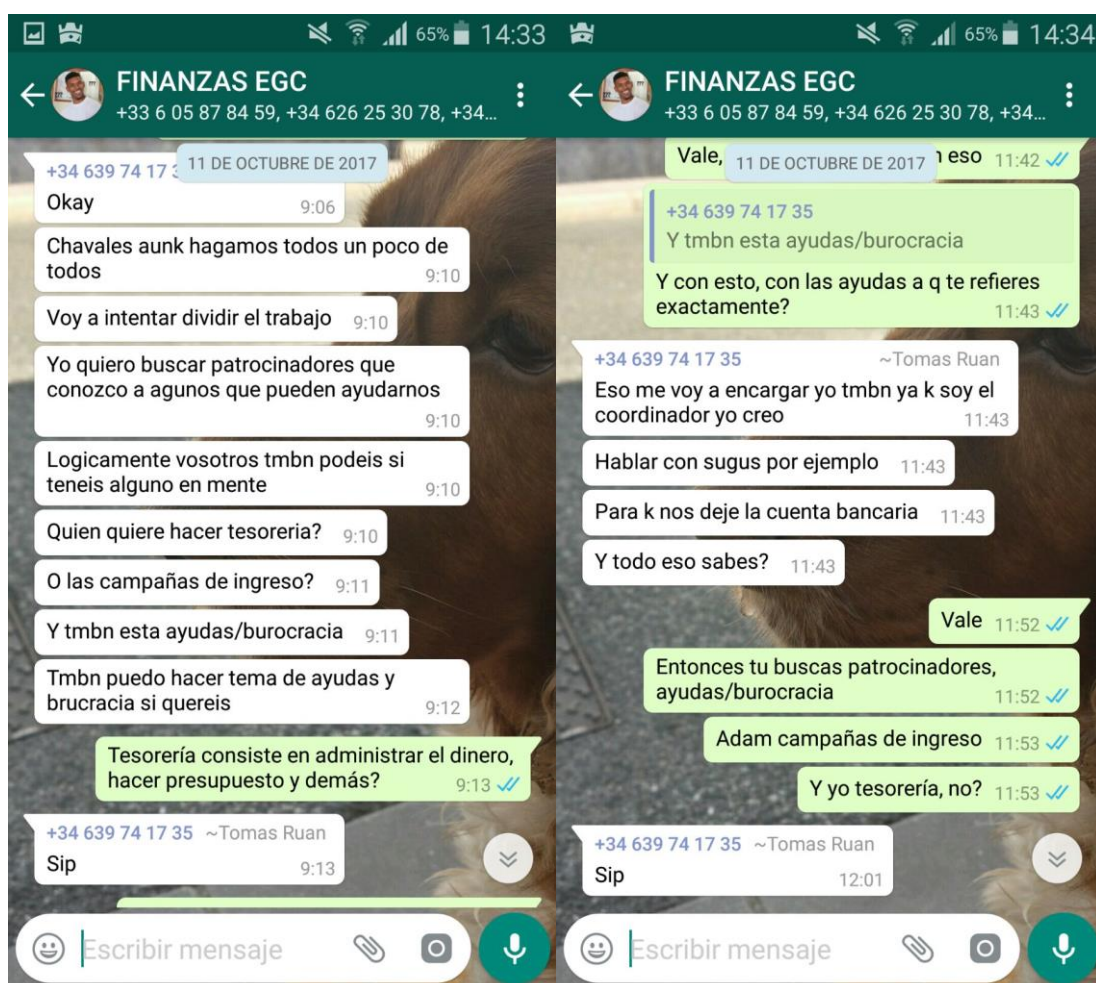 65% 14:33
FINANZAS EGC
+33 6 05 87 84 59, +34 626 25 30 78, +34...
11 DE OCTUBRE DE 2017
+34 639 74 17 3
Okay 9:06
Chavales aunk hagamos todos un poco de
todos 9:10
Voy a intentar dividir el trabajo 9:10
Yo quiero buscar patrocinadores que
conozco a agunos que pueden ayudarnos
9:10
Logicamente vosotros tmbn podeis si
teneis alguno en mente 9:10
Quien quiere hacer tesoreria? 9:10
O las campañas de ingreso? 9:11
Y tmbn esta ayudas/burocracia 9:11
Tmbn puedo hacer tema de ayudas y
brucracia si quereis 9:12
Tesorería consiste en administrar el dinero,
hacer presupuesto y demás? 9:13
+34 639 74 17 35 ~Tomas Ruan
Sip 9:13
Escribir mensaje
65% 14:34
FINANZAS EGC
+33 6 05 87 84 59, +34 626 25 30 78, +34...
Vale, eso 11:42
11 DE OCTUBRE DE 2017
+34 639 74 17 35
Y tmbn esta ayudas/burocracia
Y con esto, con las ayudas a q te refieres
exactamente? 11:43
+34 639 74 17 35 ~Tomas Ruan
Eso me voy a encargar yo tmbn ya k soy el
coordinador yo creo 11:43
Hablar con sugus por ejemplo 11:43
Para k nos deje la cuenta bancaria 11:43
Y todo eso sabes? 11:43
Vale 11:52
Entonces tu buscas patrocinadores,
ayudas/burocracia 11:52
Adam campañas de ingreso 11:53
Y yo tesorería, no? 11:53
+34 639 74 17 35 ~Tomas Ruan
Sip 12:01
Escribir mensaje